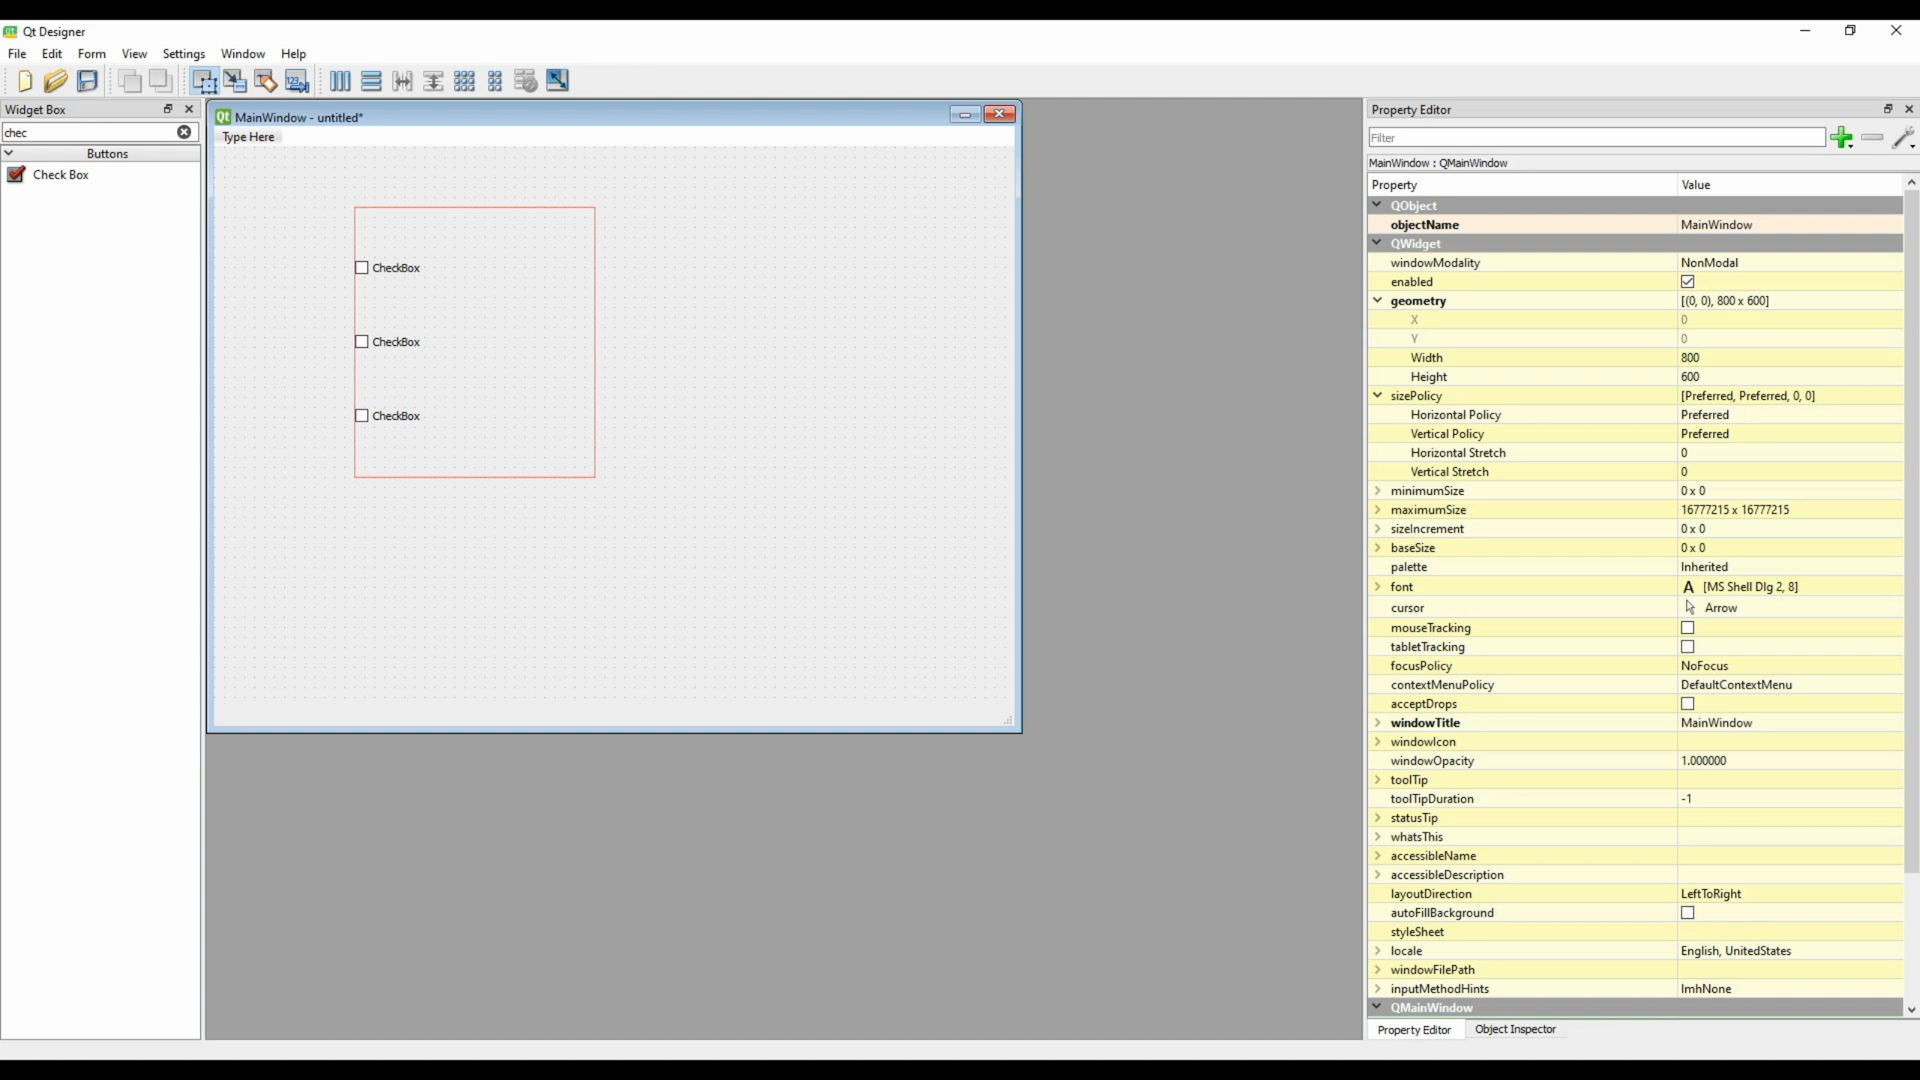 Qt Designer
File Edit Form View Settings Window Help
Widget Box
chec
Buttons
Check Box
MainWindow - untitled*
Type Here
CheckBox
CheckBox
CheckBox
Property Editor
Filter
MainWindow : QMainWindow
Property Value
QObject
objectName MainWindow
QWidget
windowModality NonModal
enabled
geometry [(0, 0), 800 x 600]
X 0
Y 0
Width 800
Height 600
sizePolicy [Preferred, Preferred, 0, 0]
Horizontal Policy Preferred
Vertical Policy Preferred
Horizontal Stretch 0
Vertical Stretch 0
minimumSize 0 x 0
maximumSize 16777215 x 16777215
sizeIncrement 0 x 0
baseSize 0 x 0
palette Inherited
font A [MS Shell Dlg 2, 8]
cursor Arrow
mouseTracking
tabletTracking
focusPolicy NoFocus
contextMenuPolicy DefaultContextMenu
acceptDrops
windowTitle MainWindow
windowIcon
windowOpacity 1.000000
toolTip
toolTipDuration -1
statusTip
whatsThis
accessibleName
accessibleDescription
layoutDirection LeftToRight
autoFillBackground
styleSheet
locale English, UnitedStates
windowFilePath
inputMethodHints ImhNone
QMainWindow
Property Editor Object Inspector